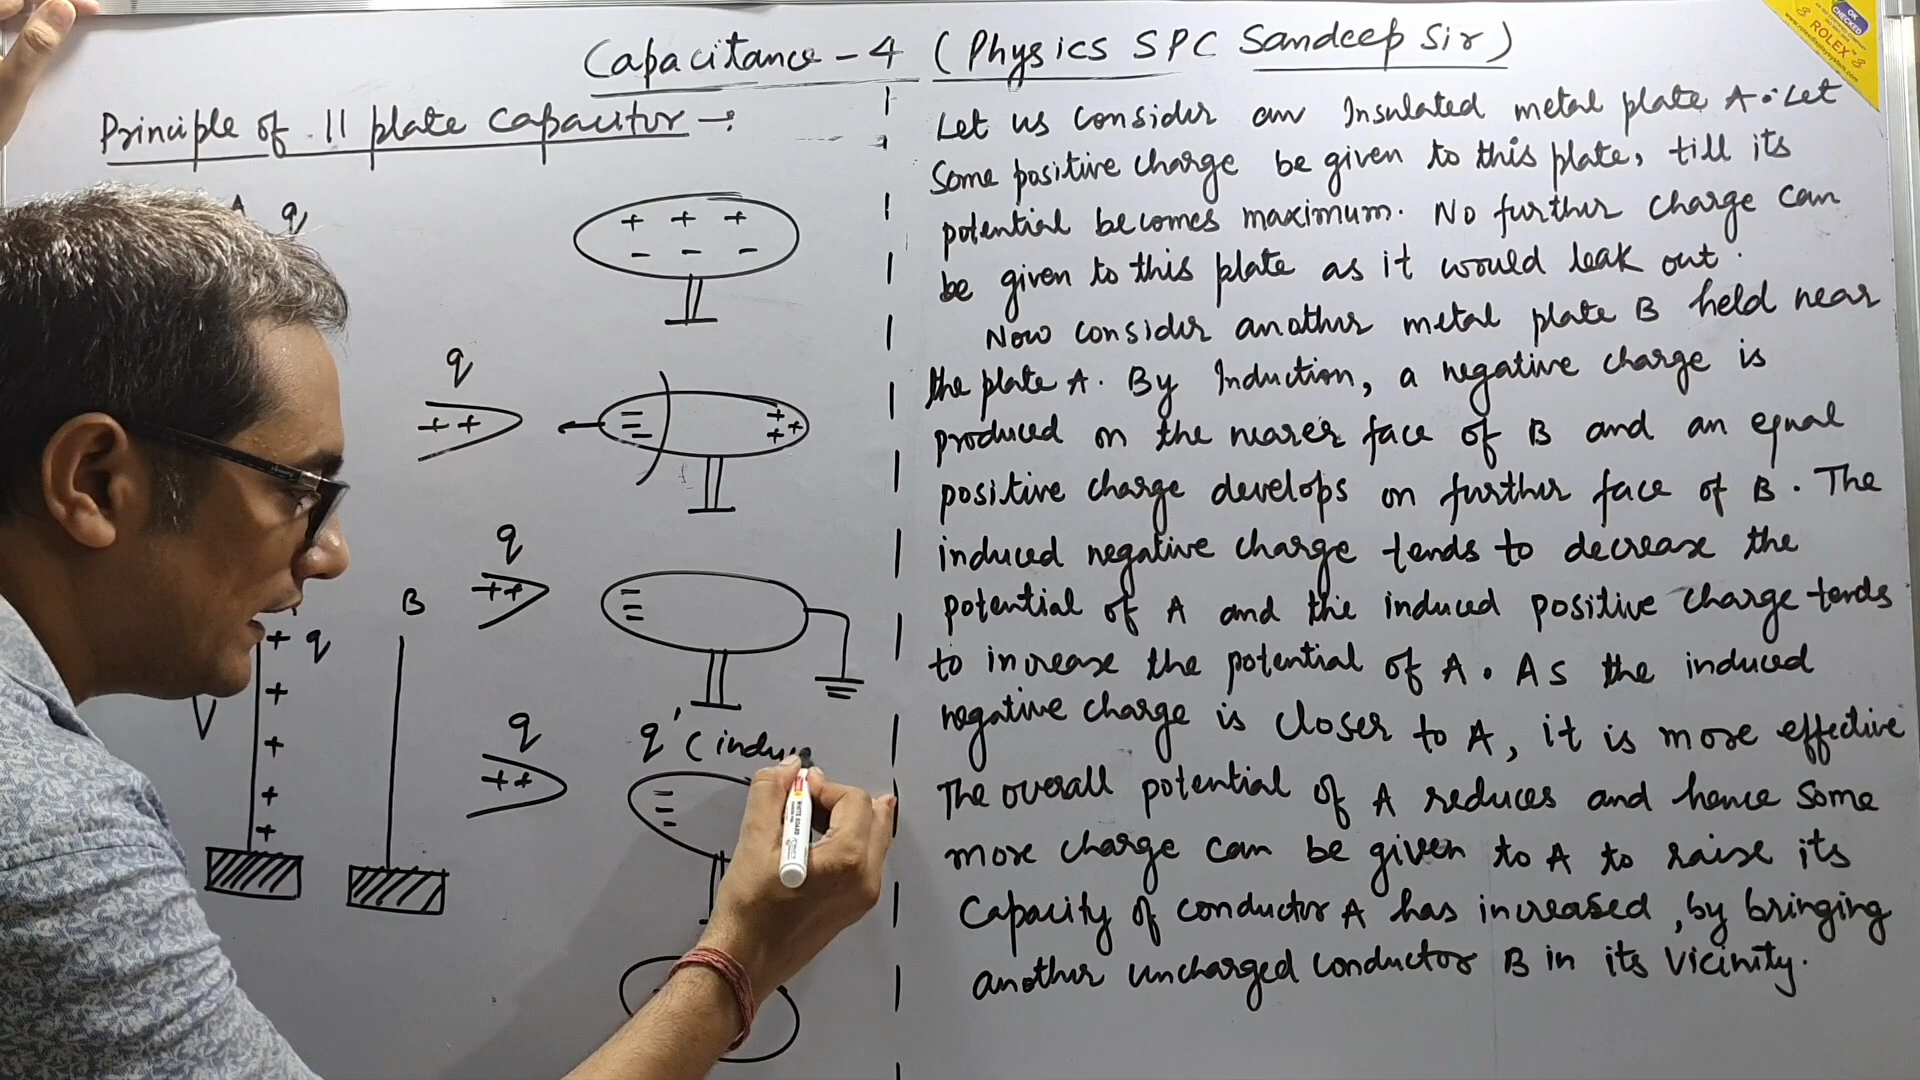 Capacitance - 4 (Physics SPC Sandeep Sir)
Principle of || plate Capacitor →:
A q
+ + +
- - -
q
+ +
q
+ +
B
+ q
V
q
+ +
q' (indu
Let us consider an Insulated metal plate A. Let
Some positive charge be given to this plate, till its
potential becomes maximum. No further charge can
be given to this plate as it would leak out.
Now consider another metal plate B held near
the plate A. By Induction, a negative charge is
produced on the nearer face of B and an equal
positive charge develops on further face of B. The
induced negative charge tends to decrease the
potential of A and the induced positive charge tends
to increase the potential of A. As the induced
negative charge is closer to A, it is more effective
The overall potential of A reduces and hence some
more charge can be given to A to raise its
Capacity of conductor A has increased, by bringing
another uncharged conductor B in its vicinity.
OK
CHECKED
ROLEX